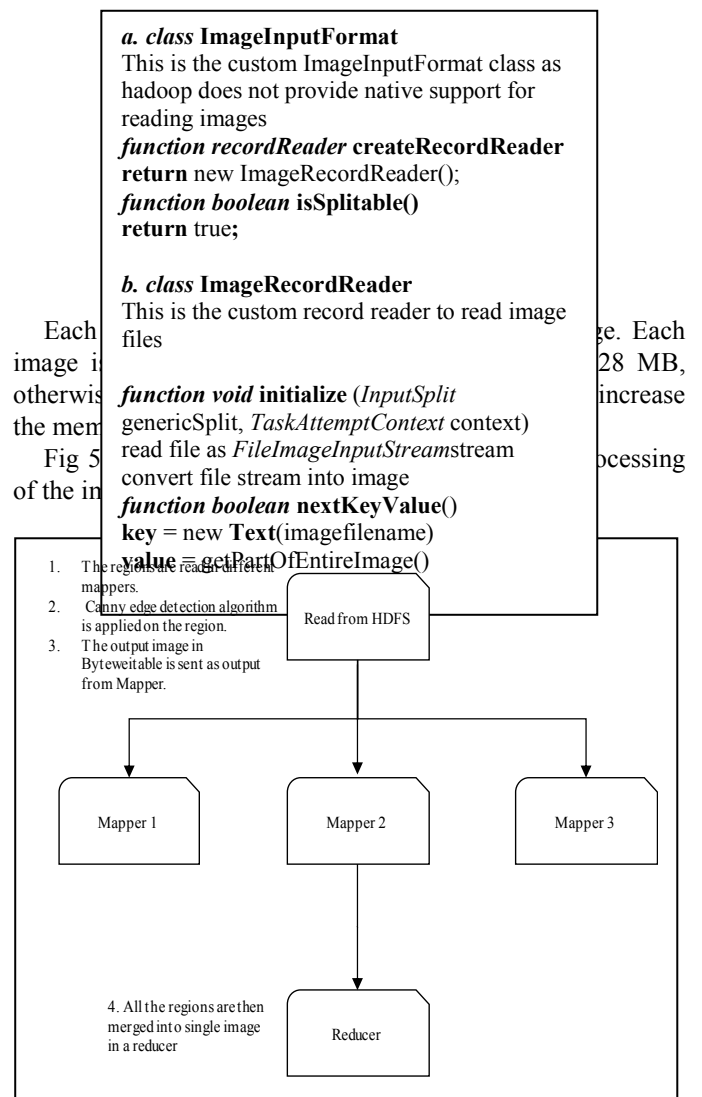 a. class ImageInputFormat
This is the custom ImageInputFormat class as
hadoop does not provide native support for
reading images
function recordReader createRecordReader
return new ImageRecordReader();
function boolean isSplitable()
return true;
b. class ImageRecordReader
This is the custom record reader to read image
files
function void initialize (InputSplit
genericSplit, TaskAttemptContext context)
read file as FileImageInputStreamstream
convert file stream into image
function boolean nextKeyValue()
key = new Text(imagefilename)
value = getPartOfEntireImage()
Each Each
image 28 MB,
increase
the
Fig 5
of the
1. The regions are read in different
mappers.
2. Canny edge detection algorithm
is applied on the region.
3. The output image in
Byteweitable is sent as output
from Mapper.
Read from HDFS
Mapper 1
Mapper 2
Mapper 3
4. All the regions are then
merged into single image
in a reducer
Reducer